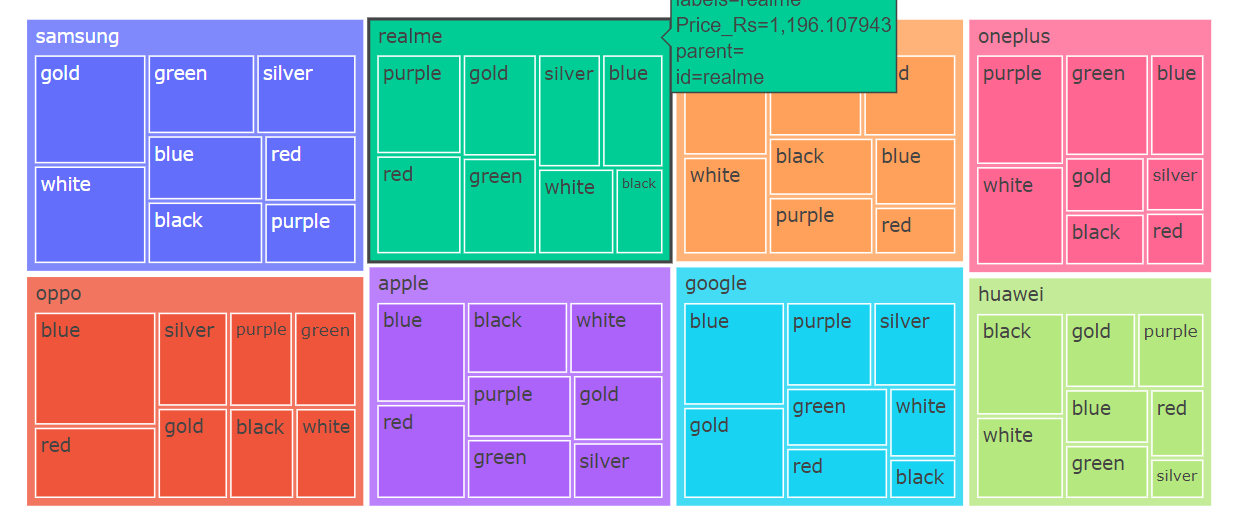 samsung
gold
green
silver
blue
red
white
black
purple
realme
purple
gold
silver
blue
red
green
white
black
labels=realme
Price_Rs=1,196.107943
parent=
id=realme
black
blue
white
purple
red
oneplus
purple
green
blue
white
gold
silver
black
red
oppo
blue
silver
purple
green
red
gold
black
white
apple
blue
black
white
purple
gold
red
green
silver
google
blue
purple
silver
green
white
gold
red
black
huawei
black
gold
purple
blue
red
white
green
silver